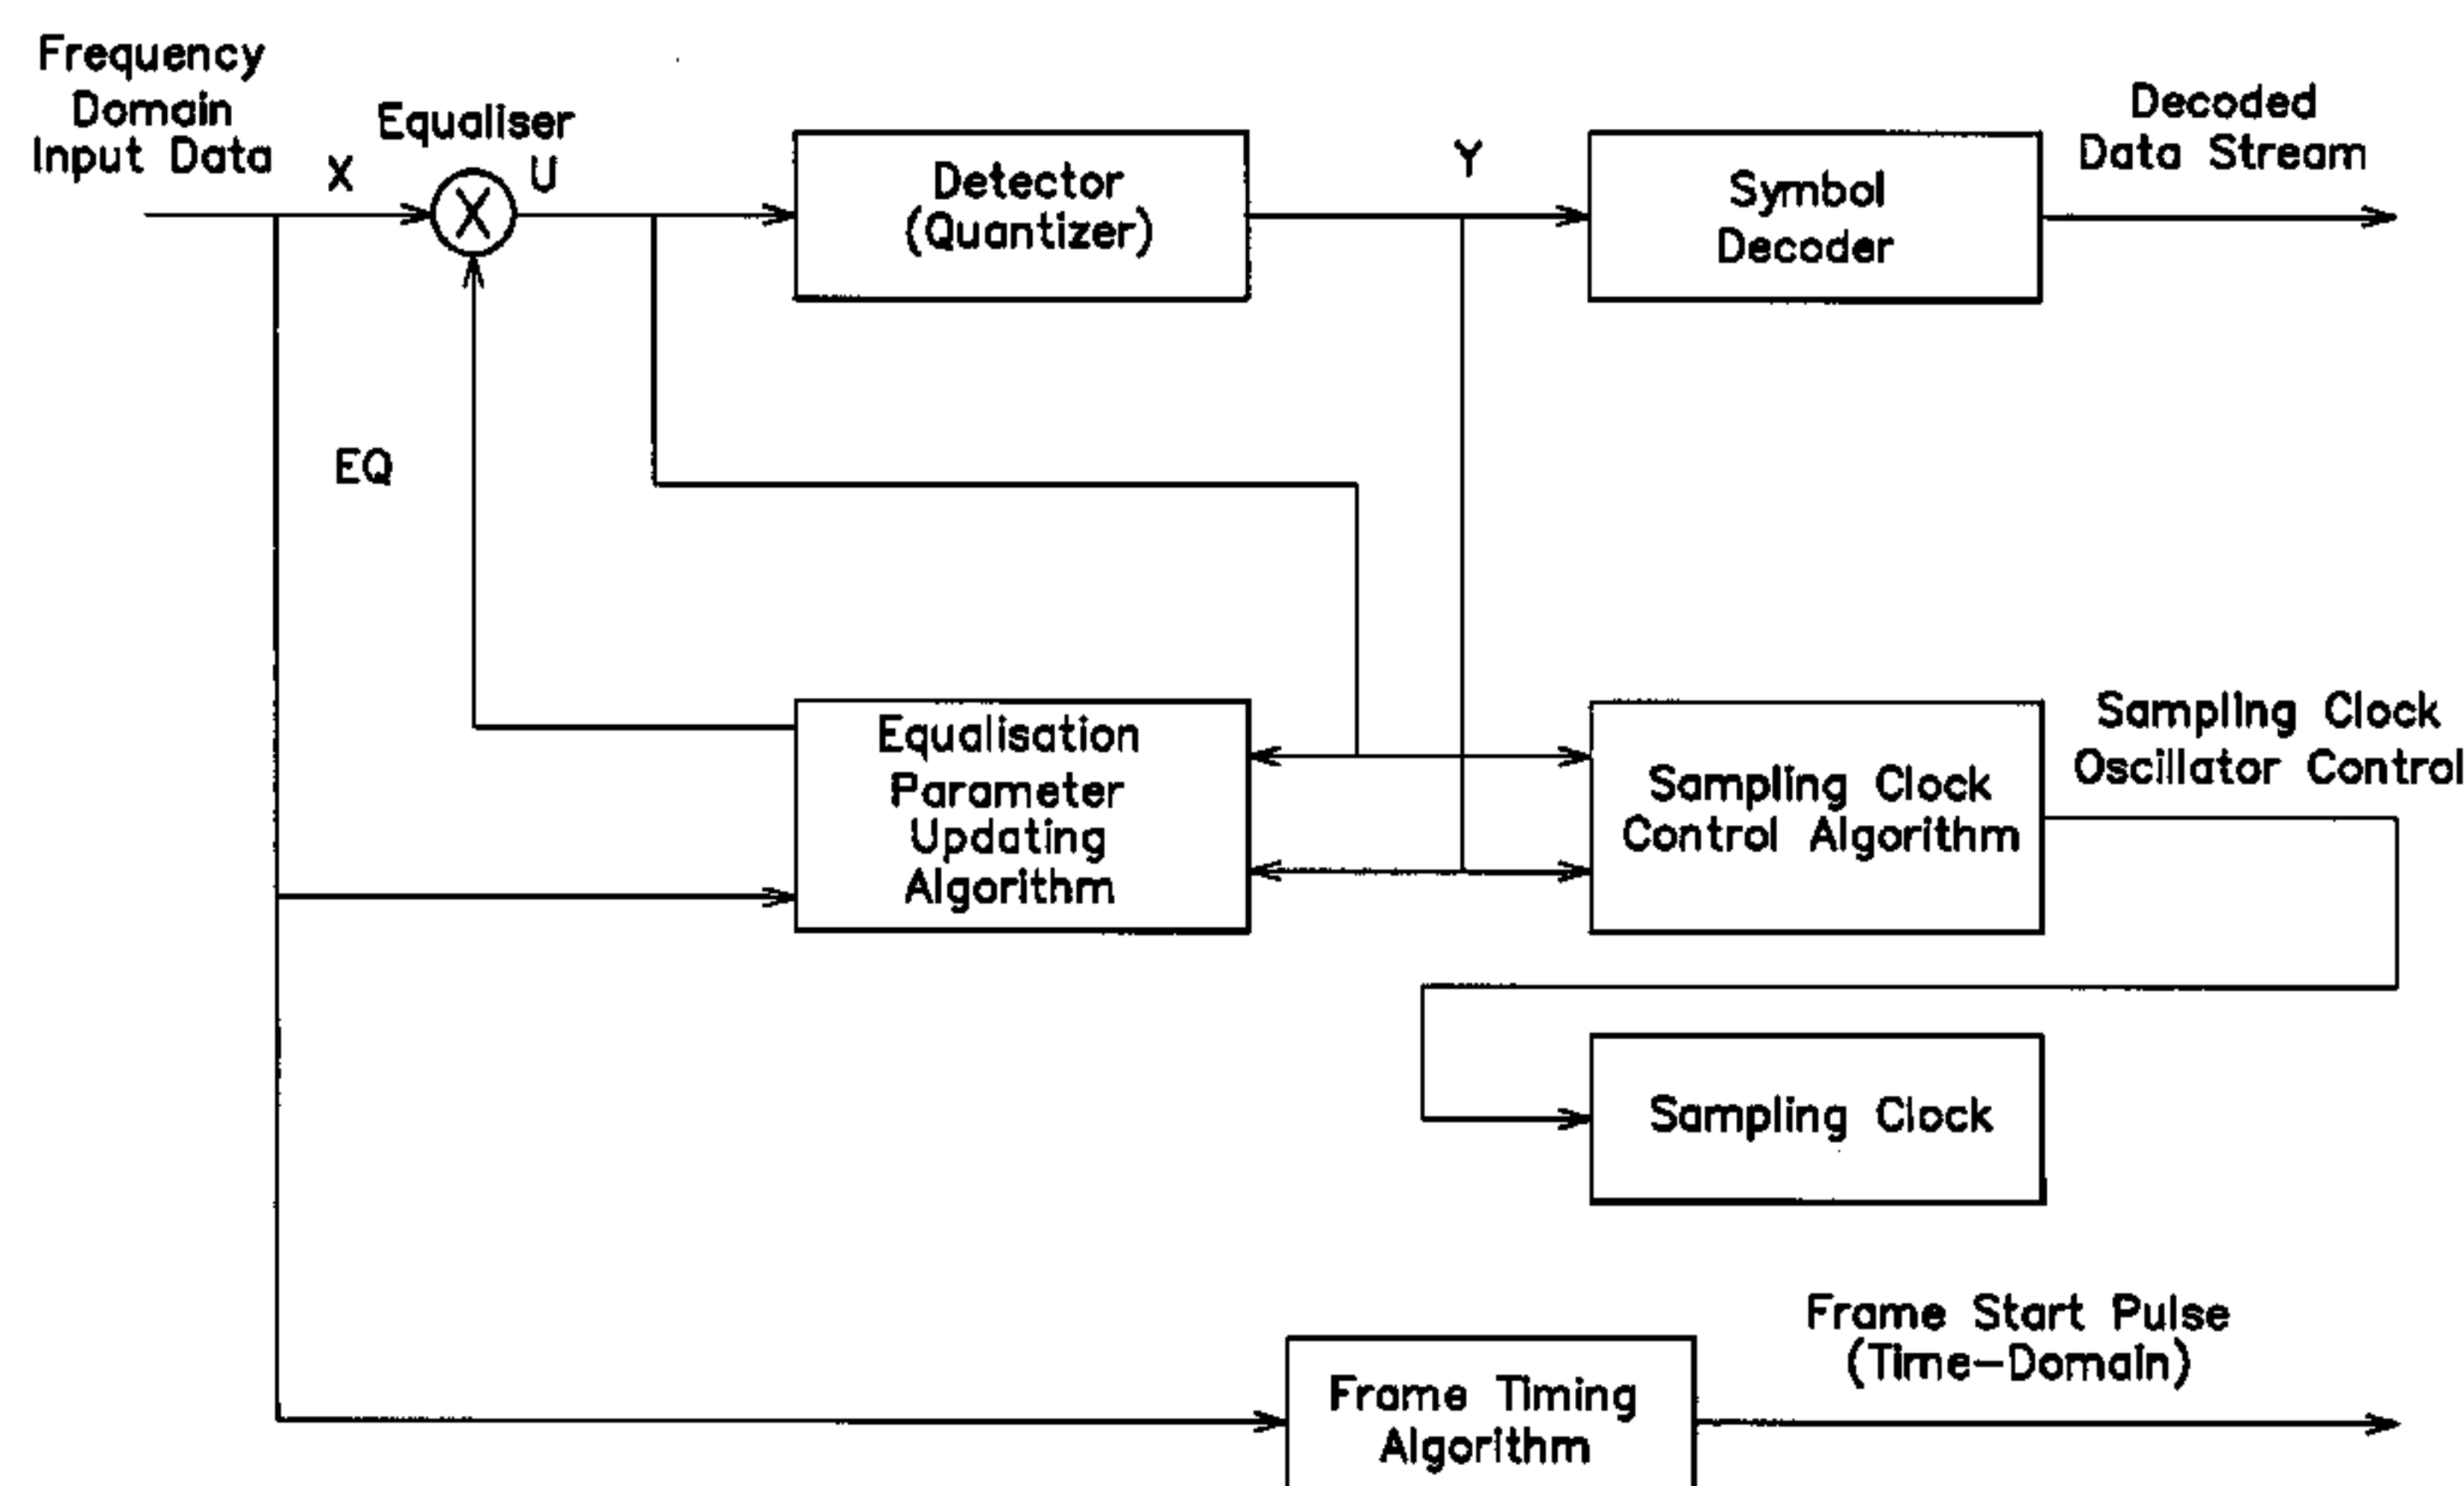 Frequency
Domain
Input Data
X
Equaliser
X
U
Detector
(Quantizer)
Y
Symbol
Decoder
Decoded
Data Stream
EQ
Equalisation
Parameter
Updating
Algorithm
Sampling Clock
Control Algorithm
Sampling Clock
Oscillator Control
Sampling Clock
Frame Timing
Algorithm
Frame Start Pulse
(Time-Domain)